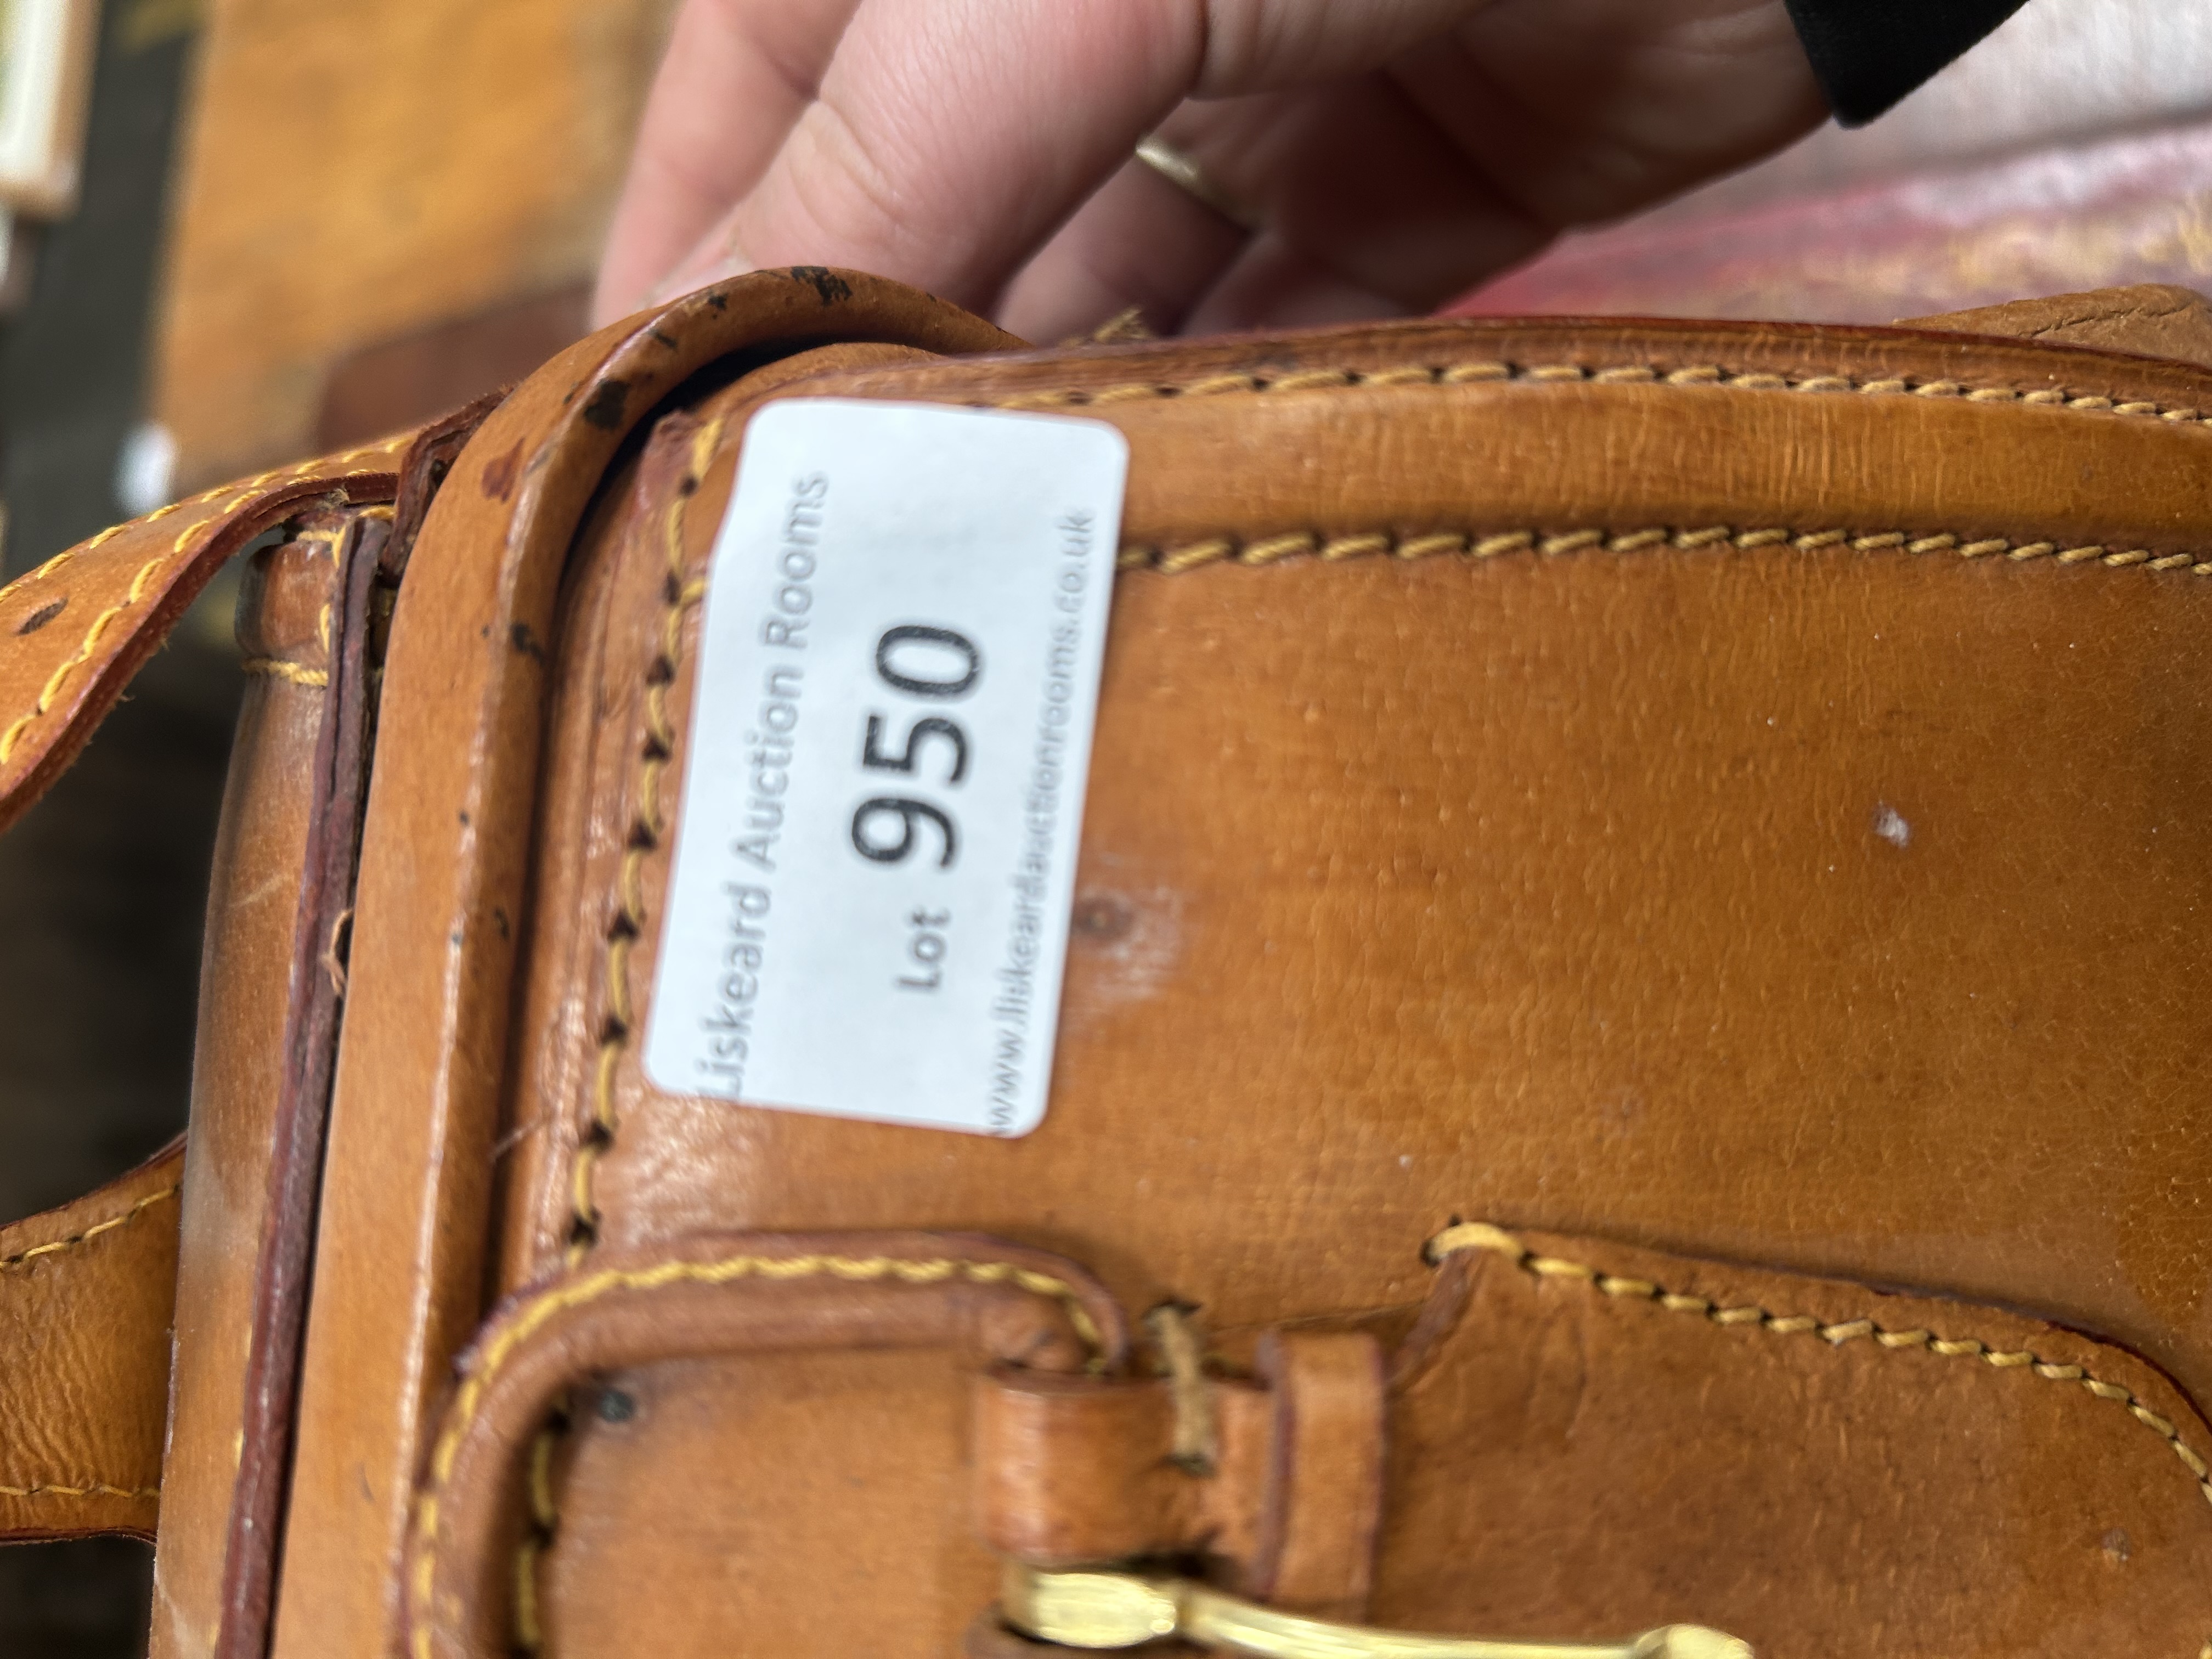 Liskeard Auction Rooms
Lot 950
www.liskeardauctionrooms.co.uk